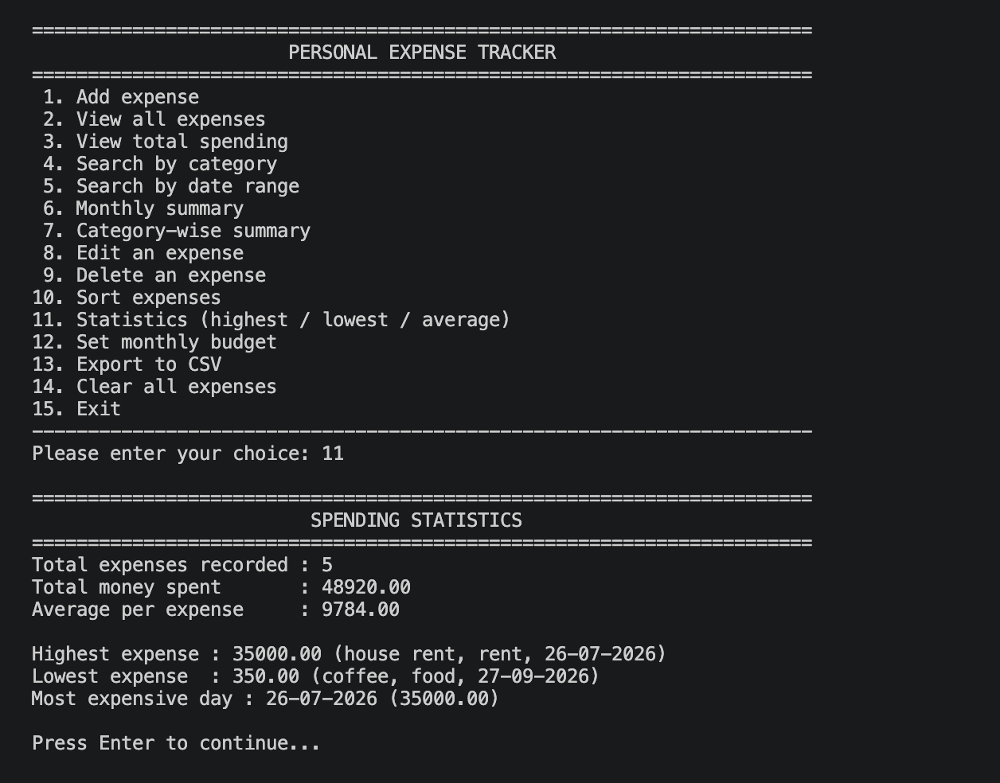 ======================================================================
PERSONAL EXPENSE TRACKER
======================================================================
1. Add expense
2. View all expenses
3. View total spending
4. Search by category
5. Search by date range
6. Monthly summary
7. Category-wise summary
8. Edit an expense
9. Delete an expense
10. Sort expenses
11. Statistics (highest / lowest / average)
12. Set monthly budget
13. Export to CSV
14. Clear all expenses
15. Exit
----------------------------------------------------------------------
Please enter your choice: 11
======================================================================
SPENDING STATISTICS
======================================================================
Total expenses recorded : 5
Total money spent       : 48920.00
Average per expense     : 9784.00
Highest expense : 35000.00 (house rent, rent, 26-07-2026)
Lowest expense  : 350.00 (coffee, food, 27-09-2026)
Most expensive day : 26-07-2026 (35000.00)
Press Enter to continue...